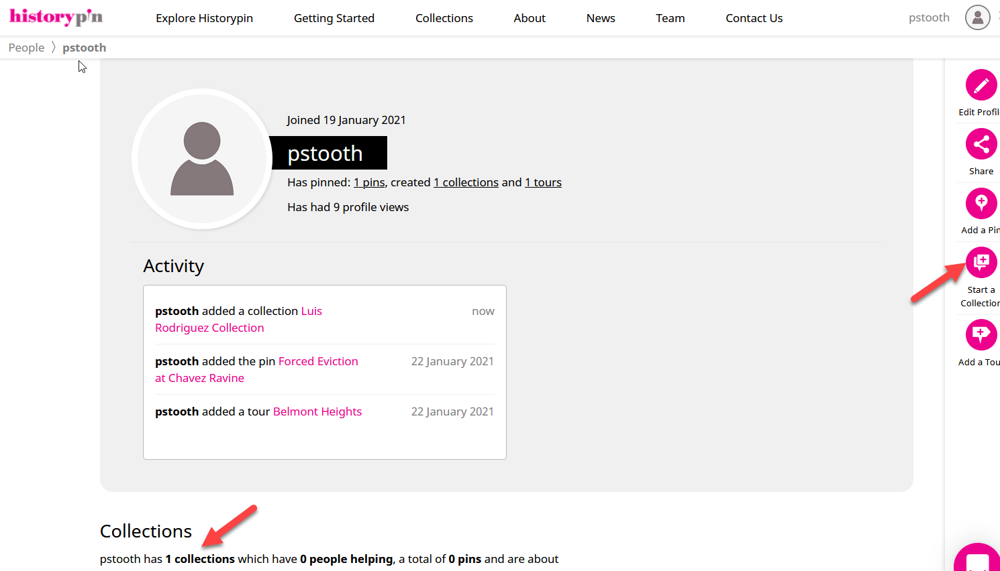 historypin
Explore Historypin
Getting Started
Collections
About
News
Team
Contact Us
pstooth
People 〉 pstooth
Joined 19 January 2021
pstooth
Has pinned: 1 pins, created 1 collections and 1 tours
Has had 9 profile views
Activity
pstooth added a collection Luis now
Rodriguez Collection
pstooth added the pin Forced Eviction 22 January 2021
at Chavez Ravine
pstooth added a tour Belmont Heights 22 January 2021
Edit Profil
Share
Add a Pin
Start a
Collection
Add a Tou
Collections
pstooth has 1 collections which have 0 people helping, a total of 0 pins and are about